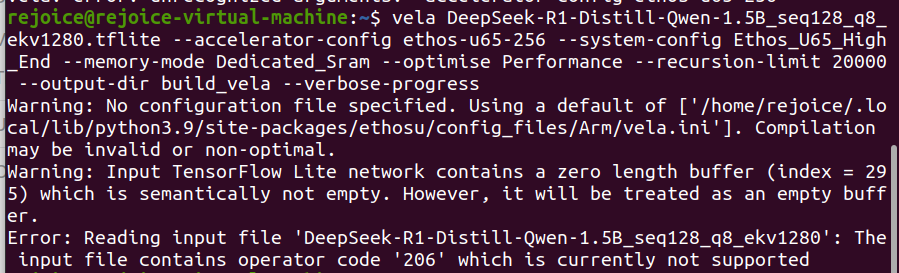 rejoice@rejoice-virtual-machine:~$ vela DeepSeek-R1-Distill-Qwen-1.5B_seq128_q8_
ekv1280.tflite --accelerator-config ethos-u65-256 --system-config Ethos_U65_High
_End --memory-mode Dedicated_Sram --optimise Performance --recursion-limit 20000
 --output-dir build_vela --verbose-progress
Warning: No configuration file specified. Using a default of ['/home/rejoice/.lo
cal/lib/python3.9/site-packages/ethosu/config_files/Arm/vela.ini']. Compilation
may be invalid or non-optimal.
Warning: Input TensorFlow Lite network contains a zero length buffer (index = 29
5) which is semantically not empty. However, it will be treated as an empty buff
er.
Error: Reading input file 'DeepSeek-R1-Distill-Qwen-1.5B_seq128_q8_ekv1280': The
 input file contains operator code '206' which is currently not supported